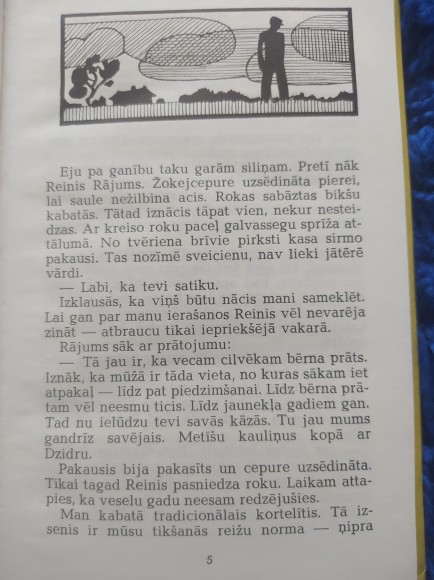 Eju pa ganību taku garām siliņam. Pretī nāk
Reinis Rājums. Žokejcepure uzsēdināta pierei,
lai saule nežilbina acis. Rokas sabāztas bikšu
kabatās. Tātad iznācis tāpat vien, nekur nestei-
dzas. Ar kreiso roku paceļ galvassegu sprīža at-
tālumā. No tvēriena brīvie pirksti kasa sirmo
pakausi. Tas nozīmē sveicienu, nav lieki jātērē
vārdi.
— Labi, ka tevi satiku.
Izklausās, ka viņš būtu nācis mani sameklēt.
Lai gan par manu ierašanos Reinis vēl nevarēja
zināt — atbraucu tikai iepriekšējā vakarā.
Rājums sāk ar prātojumu:
— Tā jau ir, ka vecam cilvēkam bērna prāts.
Iznāk, ka mūžā ir tāda vieta, no kuras sākam iet
atpakaļ — līdz pat piedzimšanai. Līdz bērna prā-
tam vēl neesmu ticis. Līdz jaunekļa gadiem gan.
Tad nu ielūdzu tevi savās kāzās. Tu jau mums
gandrīz savējais. Metīšu kauliņus kopā ar
Dzidru.
Pakausis bija pakasīts un cepure uzsēdināta.
Tikai tagad Reinis pasniedza roku. Laikam atta-
pies, ka veselu gadu neesam redzējušies.
Man kabatā tradicionālais kortelītis. Tā iz-
senis ir mūsu tikšanās reižu norma — ņipra
5